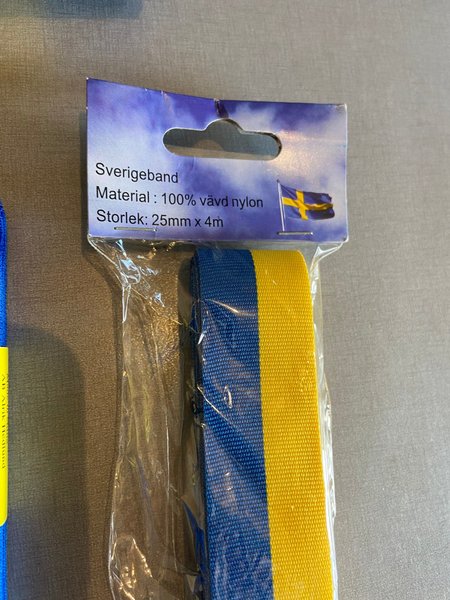 Sverigeband
Material : 100% vävd nylon
Storlek: 25mm x 4m